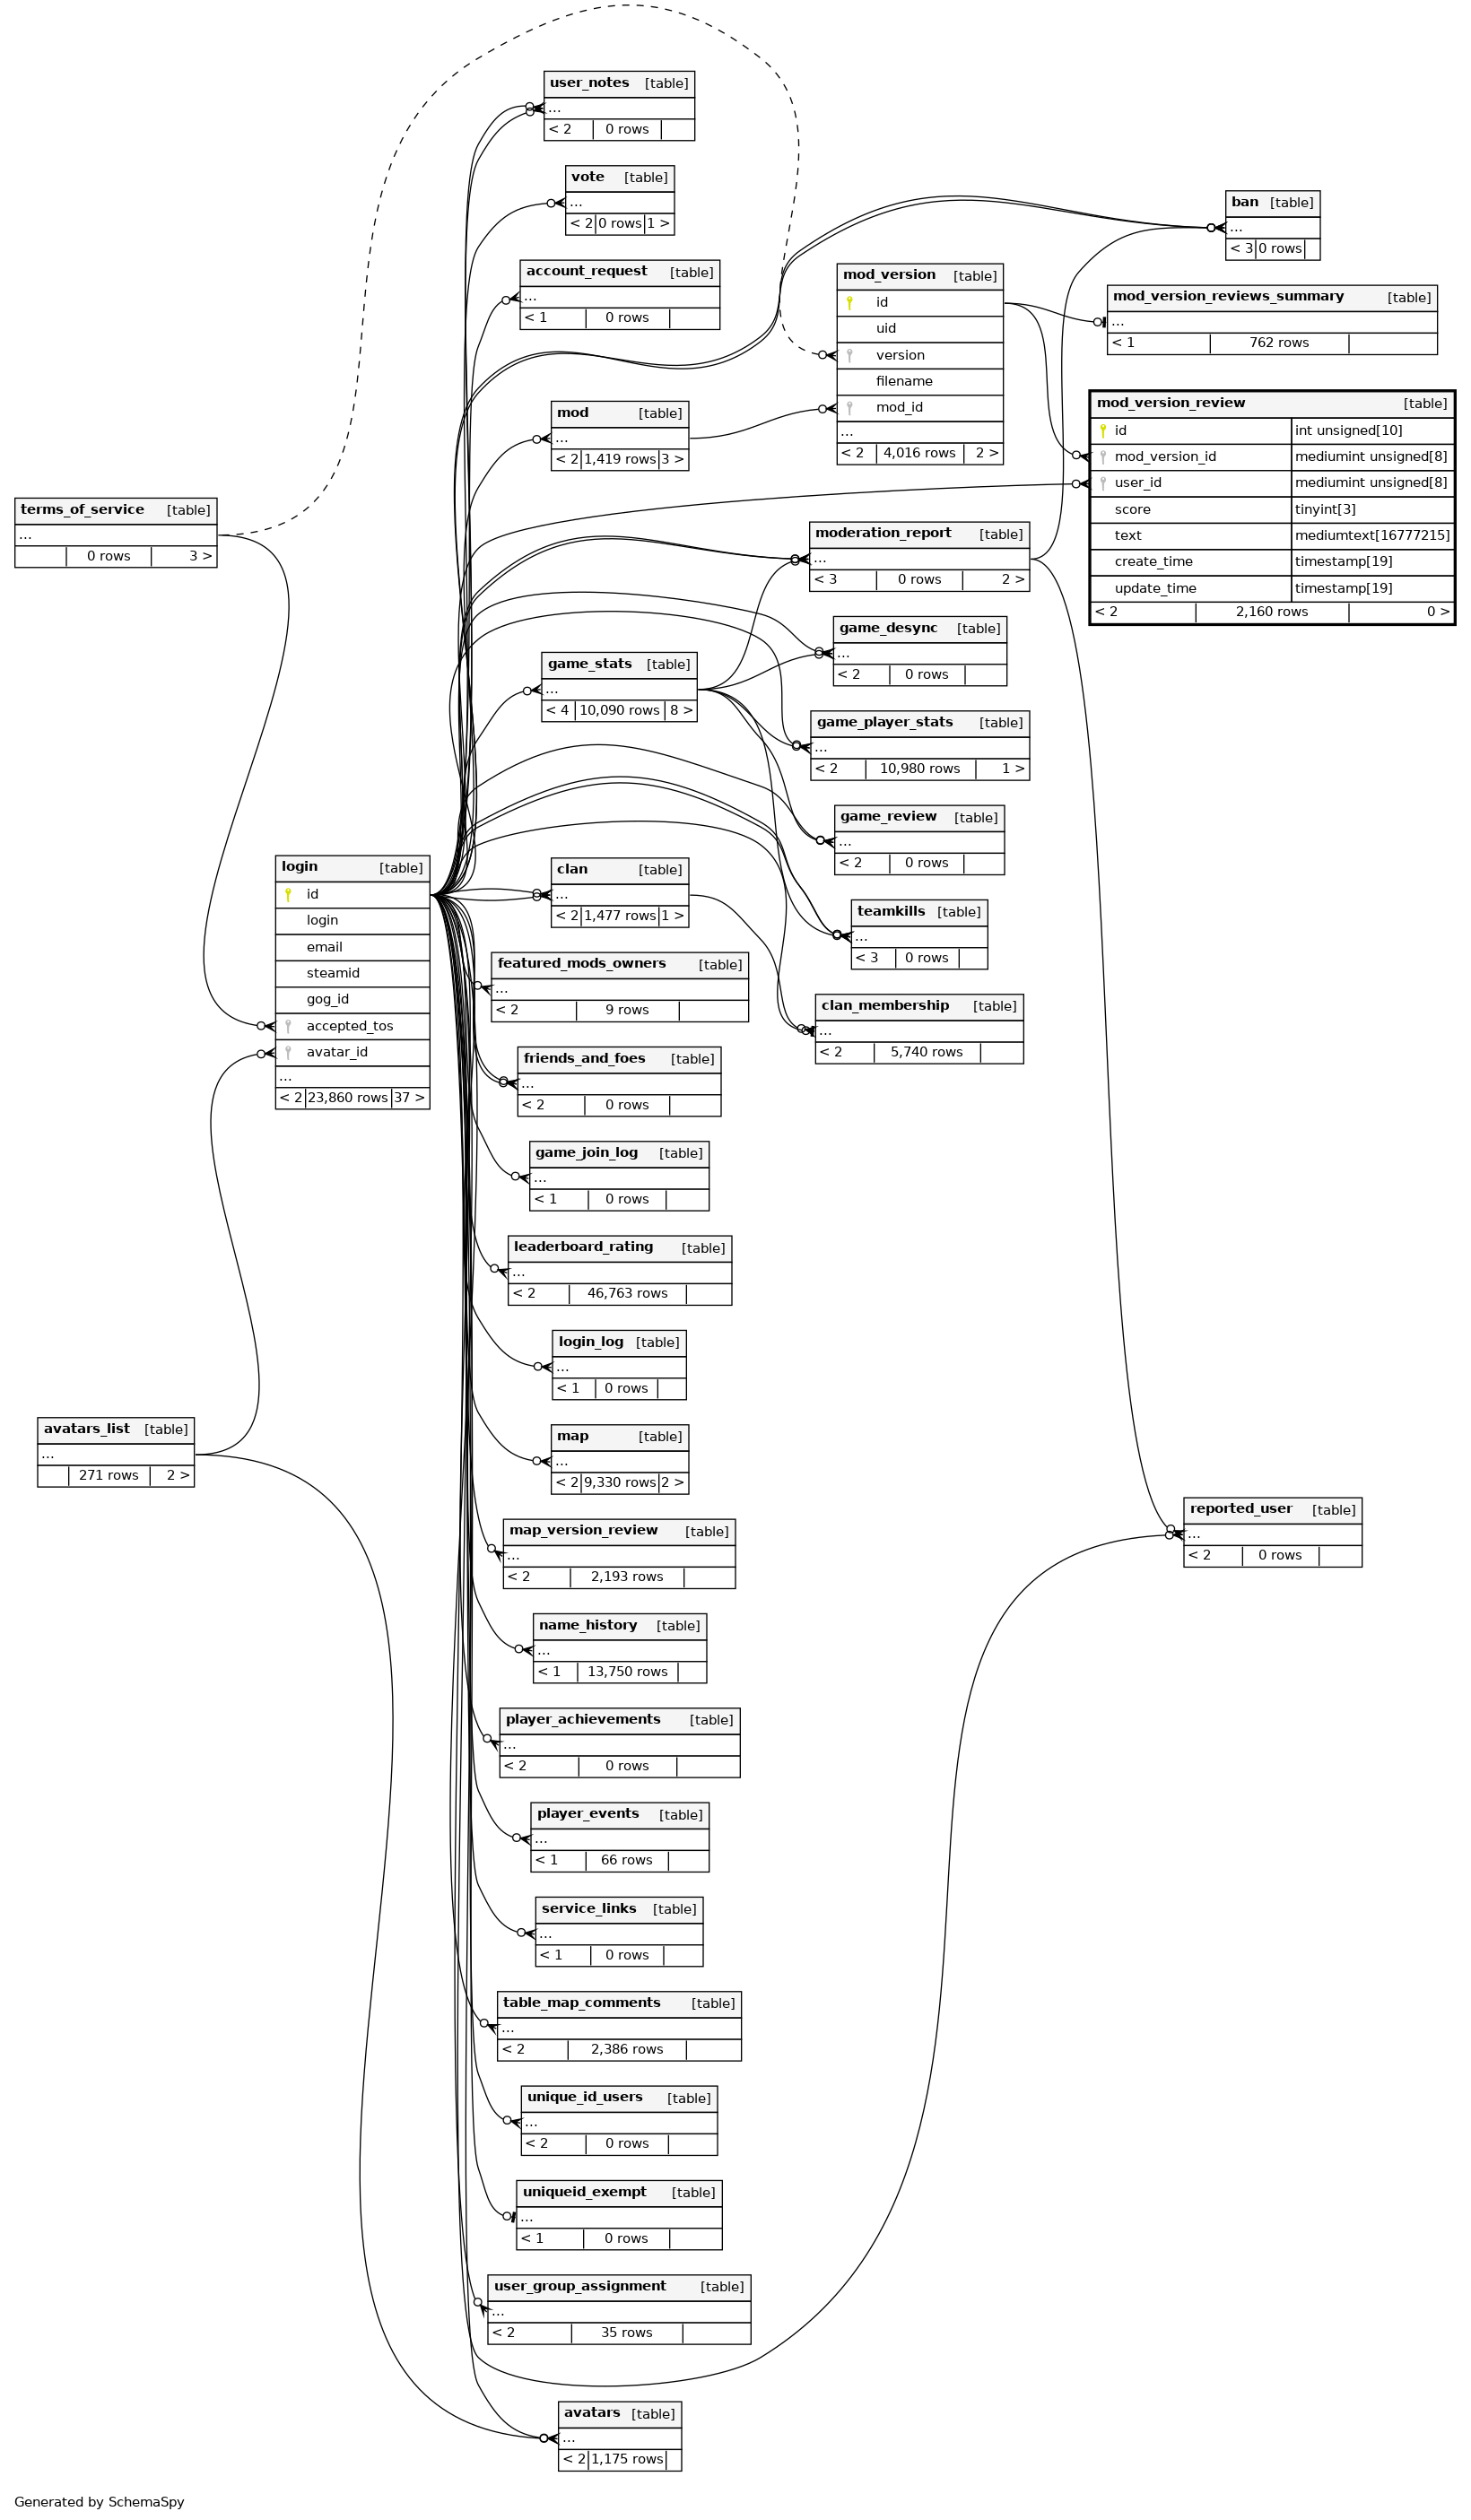 user_notes [table]
...
< 2 0 rows
vote [table]
...
< 2 0 rows 1 >
account_request [table]
...
< 1 0 rows
mod [table]
...
< 2 1,419 rows 3 >
ban [table]
...
< 3 0 rows
mod_version [table]
id
uid
version
filename
mod_id
...
< 2 4,016 rows 2 >
mod_version_reviews_summary [table]
...
< 1 762 rows
mod_version_review [table]
id int unsigned[10]
mod_version_id mediumint unsigned[8]
user_id mediumint unsigned[8]
score tinyint[3]
text mediumtext[16777215]
create_time timestamp[19]
update_time timestamp[19]
< 2 2,160 rows 0 >
terms_of_service [table]
...
0 rows 3 >
moderation_report [table]
...
< 3 0 rows 2 >
game_desync [table]
...
< 2 0 rows
game_stats [table]
...
< 4 10,090 rows 8 >
game_player_stats [table]
...
< 2 10,980 rows 1 >
game_review [table]
...
< 2 0 rows
login [table]
id
login
email
steamid
gog_id
accepted_tos
avatar_id
...
< 2 23,860 rows 37 >
clan [table]
...
< 2 1,477 rows 1 >
teamkills [table]
...
< 3 0 rows
featured_mods_owners [table]
...
< 2 9 rows
clan_membership [table]
...
< 2 5,740 rows
friends_and_foes [table]
...
< 2 0 rows
game_join_log [table]
...
< 1 0 rows
leaderboard_rating [table]
...
< 2 46,763 rows
login_log [table]
...
< 1 0 rows
avatars_list [table]
...
271 rows 2 >
map [table]
...
< 2 9,330 rows 2 >
reported_user [table]
...
< 2 0 rows
map_version_review [table]
...
< 2 2,193 rows
name_history [table]
...
< 1 13,750 rows
player_achievements [table]
...
< 2 0 rows
player_events [table]
...
< 1 66 rows
service_links [table]
...
< 1 0 rows
table_map_comments [table]
...
< 2 2,386 rows
unique_id_users [table]
...
< 2 0 rows
uniqueid_exempt [table]
...
< 1 0 rows
user_group_assignment [table]
...
< 2 35 rows
avatars [table]
...
< 2 1,175 rows
Generated by SchemaSpy